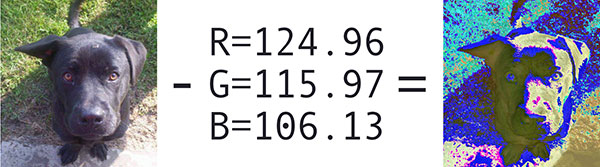 R=124.96
- G=115.97 =
B=106.13